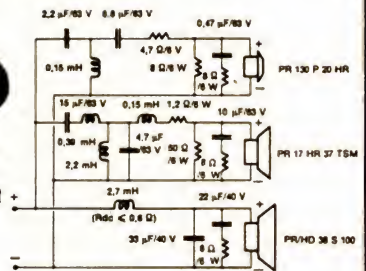 2,2 µF/63 V
6.8 µF/63 V
0,47 µF/63 V
+
4,7 Ω/6 V
0,15 mH
8 Ω/6 W
8 Ω
/6 W
−
PR 130 P 20 HR
15 µF/63 V
0,15 mH
1,2 Ω/6 W
10 µF/63 V
+
0,39 mH
4.7 µF
/63 V
2,2 mH
50 Ω
/6 W
8 Ω
/6 W
−
PR 17 HR 37 TSM
+
2,7 mH
(Rdc ⩽ 0,6 Ω)
22 µF/40 V
+
33 µF/40 V
8 Ω
/6 W
−
PR/HD 38 S 100
−